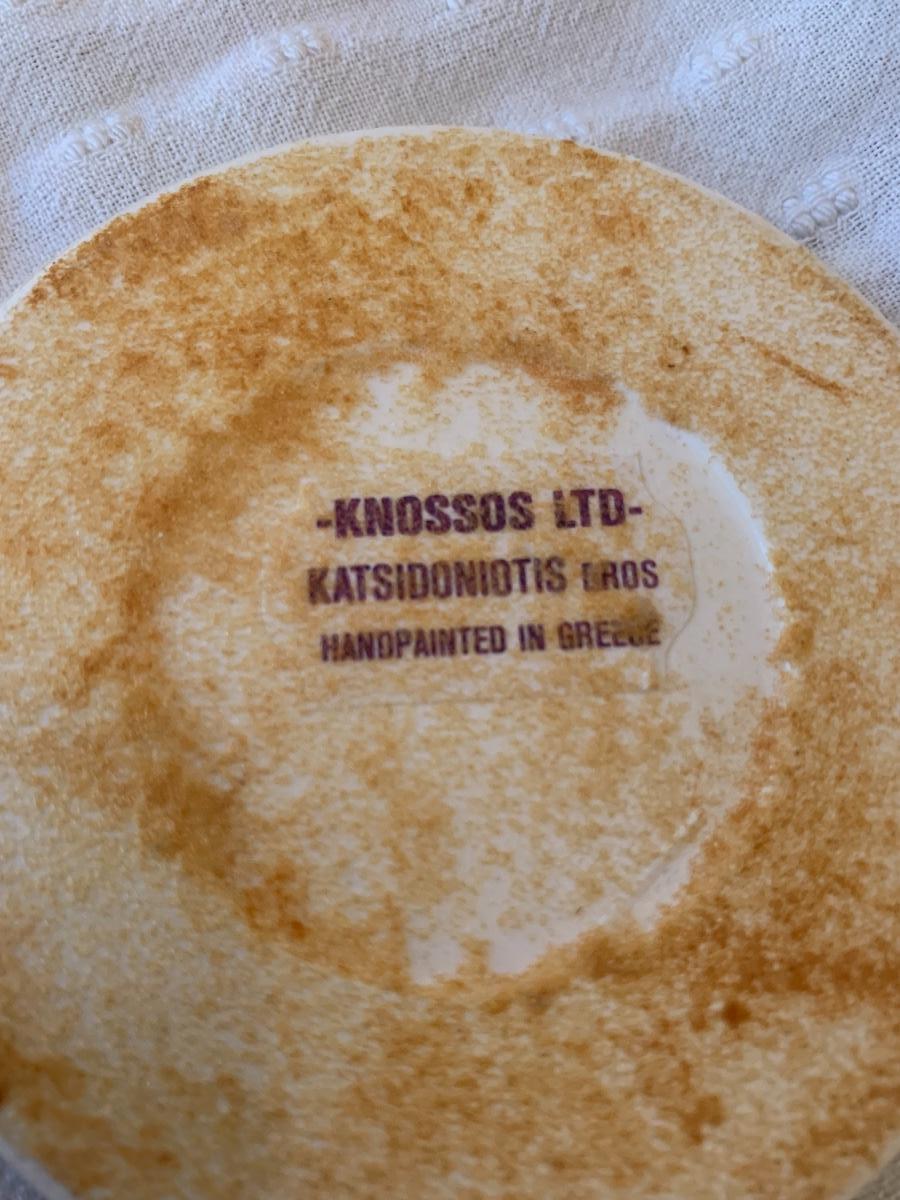 -KNOSSOS LTD-
KATSIDONIOTIS BROS
HANDPAINTED IN GREECE